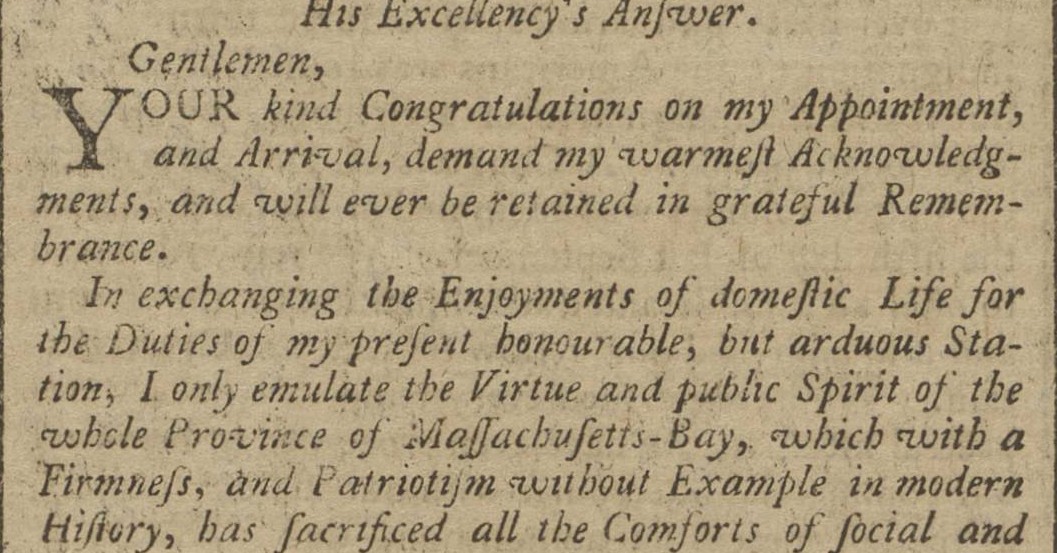 His Excellency's Anſwer.
Gentlemen,
YOUR kind Congratulations on my Appointment,
and Arrival, demand my warmeſt Acknowledg-
ments, and will ever be retained in grateful Remem-
brance.
In exchanging the Enjoyments of domeſtic Life for
the Duties of my preſent honourable, but arduous Sta-
tion, I only emulate the Virtue and public Spirit of the
whole Province of Maſſachuſetts-Bay, which with a
Firmneſs, and Patriotiſm without Example in modern
Hiſtory, has ſacrificed all the Comforts of ſocial and